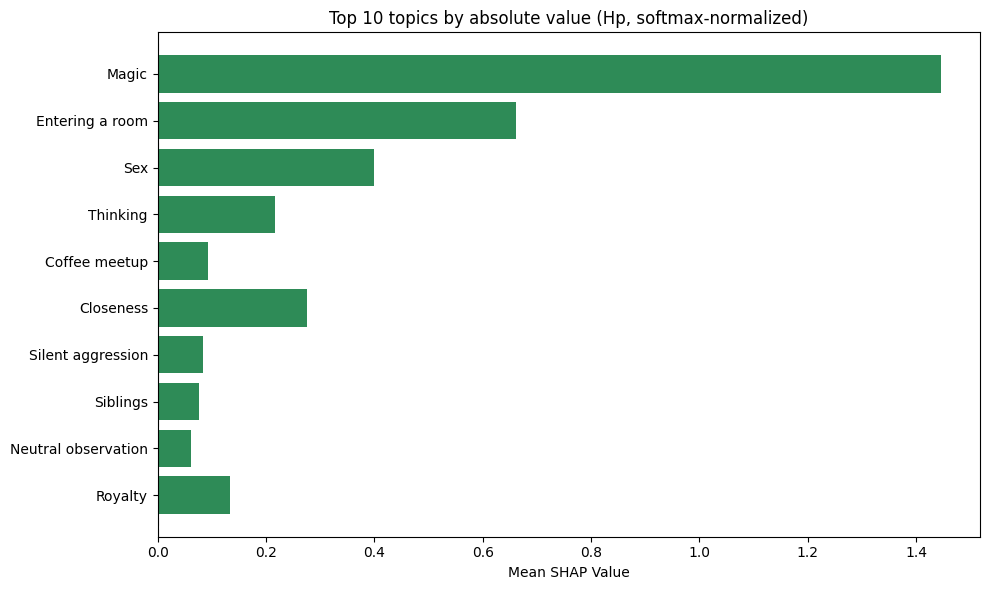 Top 10 topics by absolute value (Hp, softmax-normalized)
Magic
Entering a room
Sex
Thinking
Coffee meetup
Closeness
Silent aggression
Siblings
Neutral observation
Royalty
0.0 0.2 0.4 0.6 0.8 1.0 1.2 1.4
Mean SHAP Value